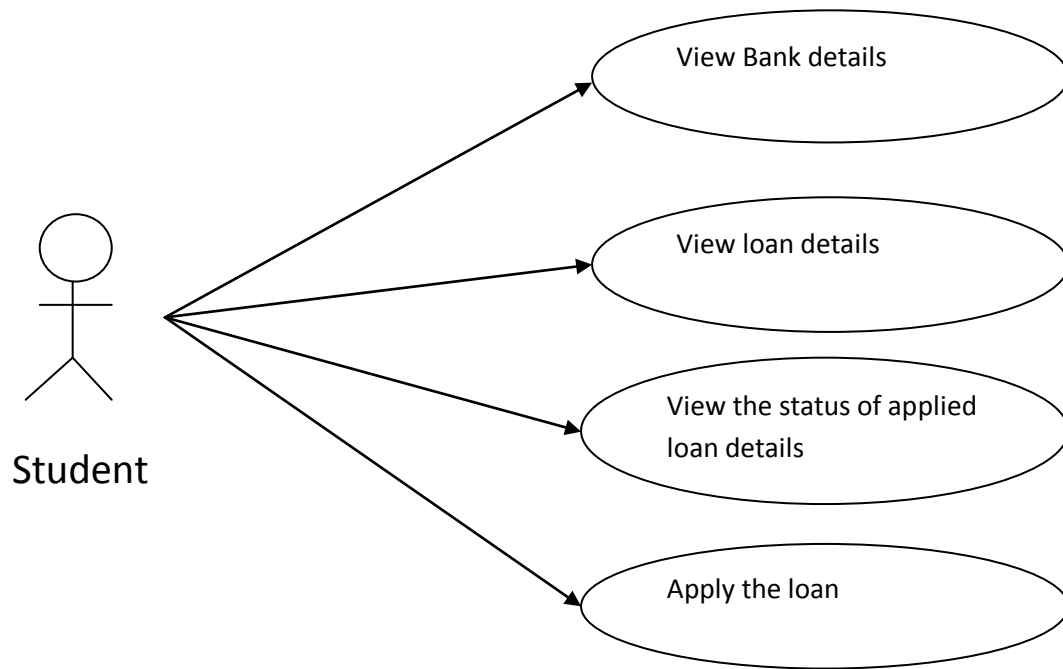 View Bank details
View loan details
View the status of applied
loan details
Student
Apply the loan